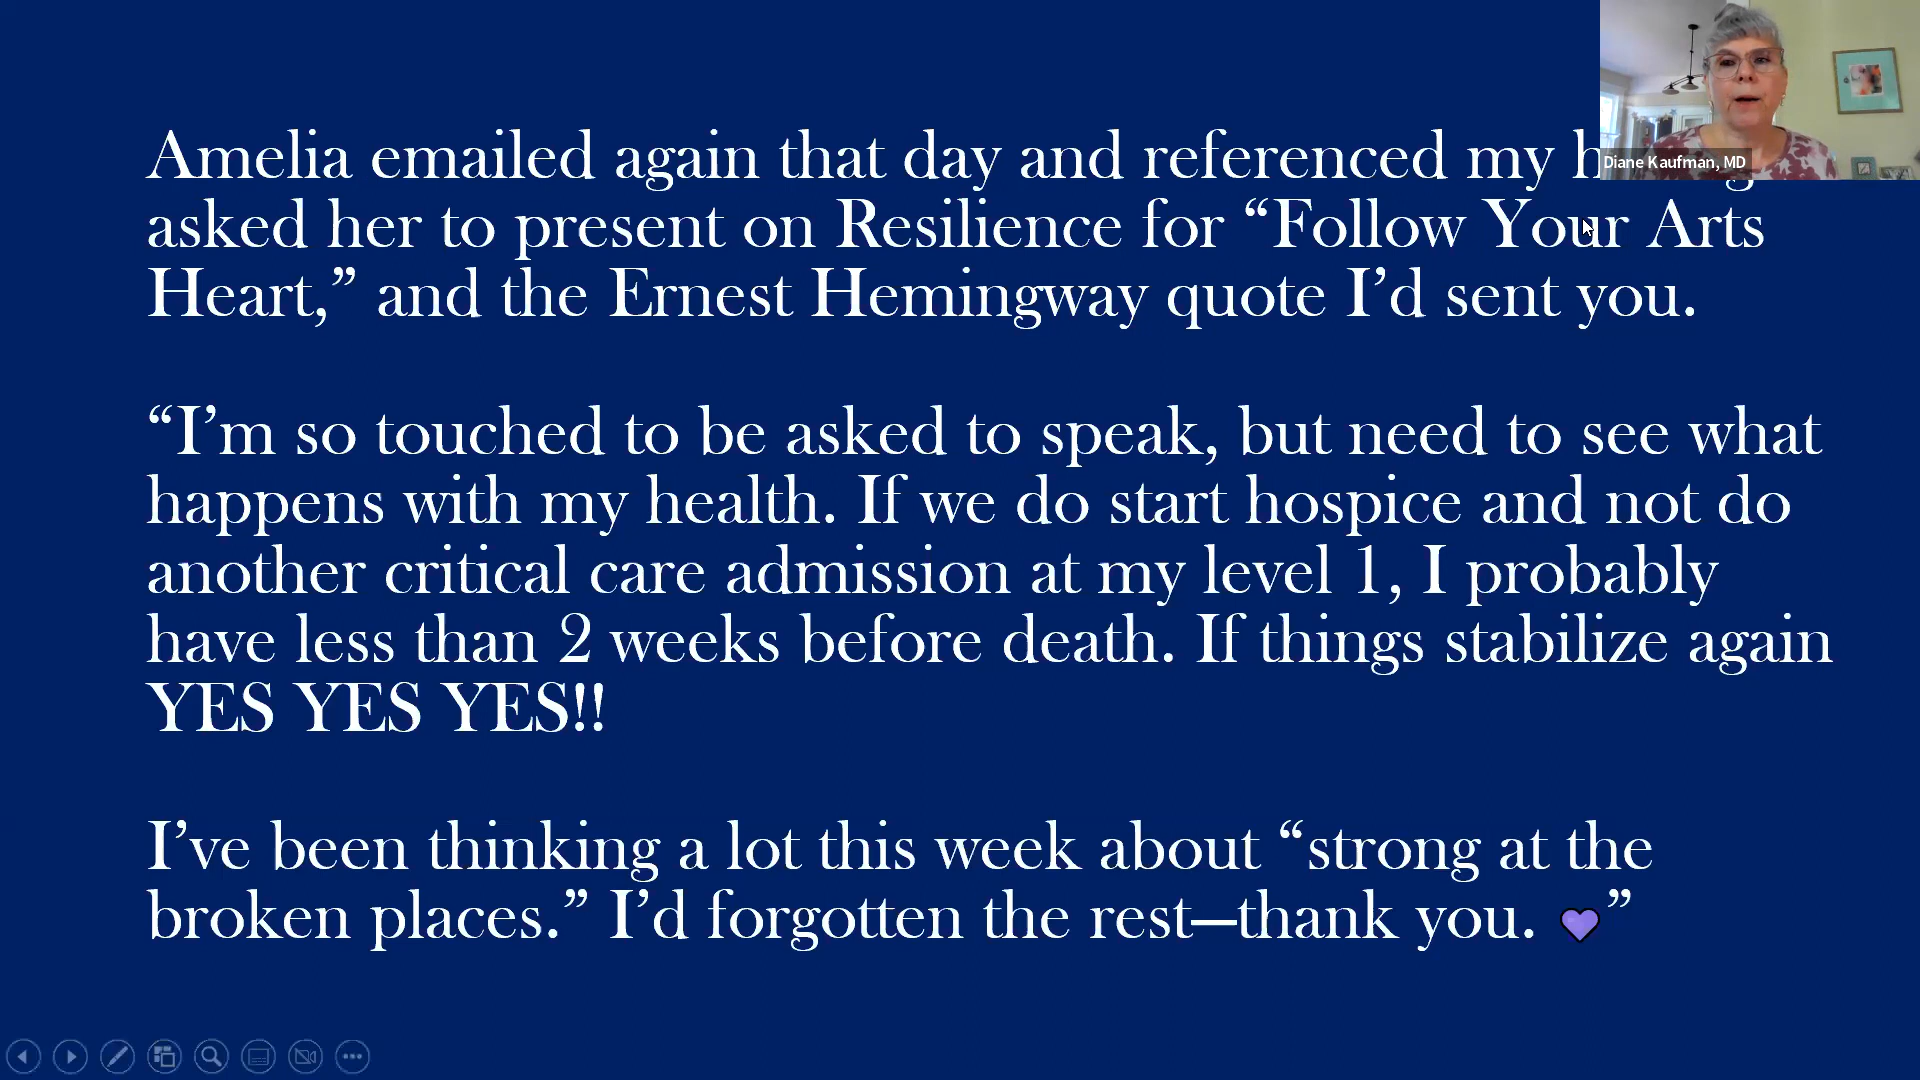 Amelia emailed again that day and referenced my
Diane Kaufman, MD
asked her to present on Resilience for “Follow Your Arts
Heart,” and the Ernest Hemingway quote I’d sent you.
“I’m so touched to be asked to speak, but need to see what
happens with my health. If we do start hospice and not do
another critical care admission at my level 1, I probably
have less than 2 weeks before death. If things stabilize again
YES YES YES!!
I’ve been thinking a lot this week about “strong at the
broken places.” I’d forgotten the rest—thank you. 💜”